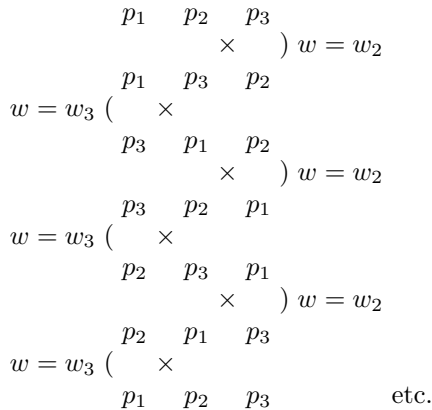 p₁ p₂ p₃
× ) w = w₂
p₁ p₃ p₂
w = w₃ ( ×
p₃ p₁ p₂
× ) w = w₂
p₃ p₂ p₁
w = w₃ ( ×
p₂ p₃ p₁
× ) w = w₂
p₂ p₁ p₃
w = w₃ ( ×
p₁ p₂ p₃ etc.